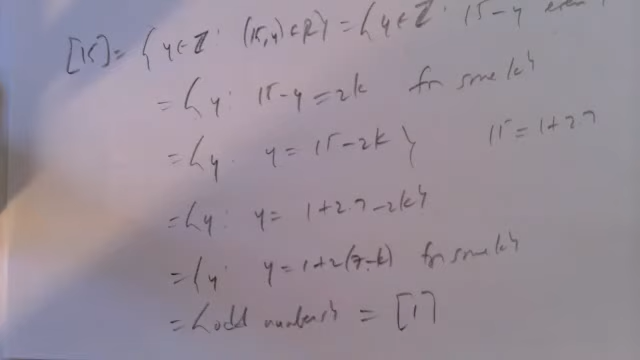 [15] = { y ∈ Z : (15, y) ∈ R } = { y ∈ Z : 15 - y even
= { y : 15 - y = 2k for some k }
= { y : y = 15 - 2k } 15 = 1 + 2.7
= { y : y = 1 + 2.7 - 2k }
= { y : y = 1 + 2(7-k) for some k }
= { odd numbers } = [1]